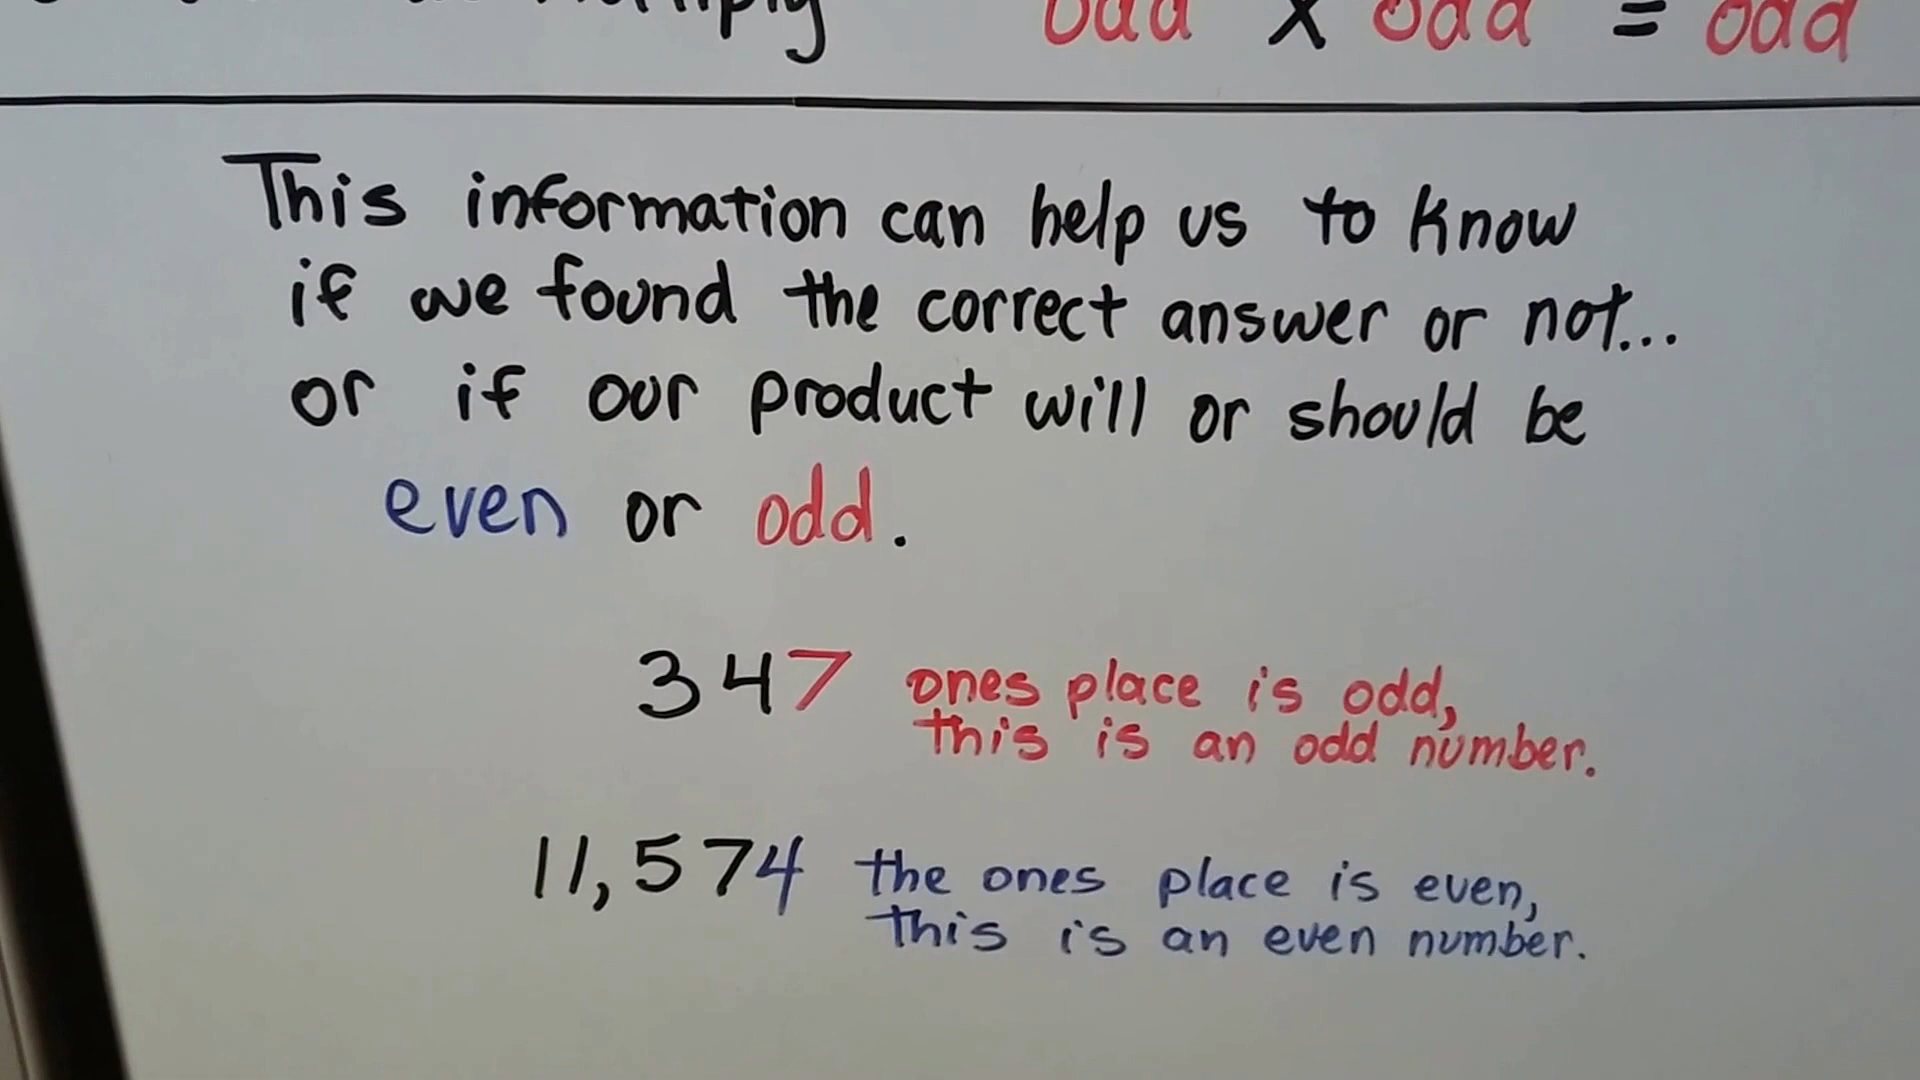 multiply odd x odd = odd
This information can help us to know
if we found the correct answer or not...
or if our product will or should be
even or odd.
347 ones place is odd,
this is an odd number.
11,574 the ones place is even,
this is an even number.